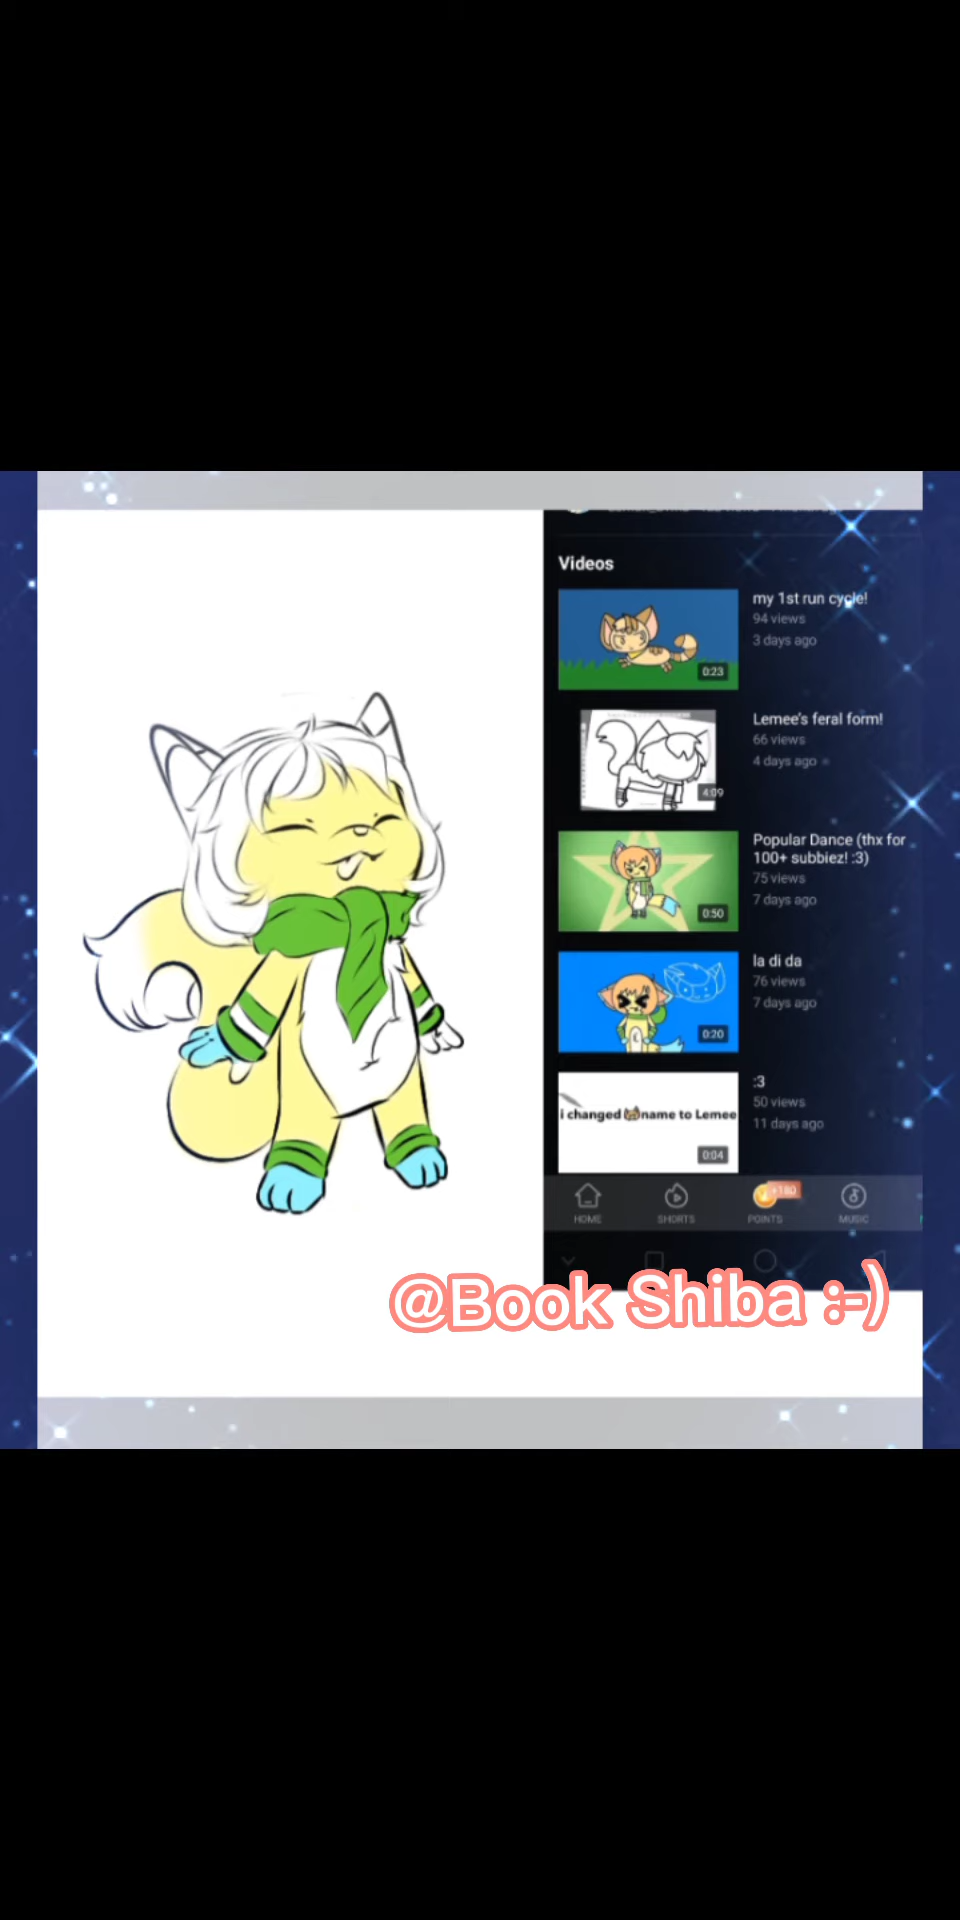 Videos
my 1st run cycle!
94 views
3 days ago
0:23
Lemee's feral form!
66 views
4 days ago
4:09
Popular Dance (thx for
100+ subbiez! :3)
75 views
7 days ago
0:50
la di da
76 views
7 days ago
0:20
:3
50 views
11 days ago
i changed name to Lemee
0:04
+180
HOME
SHORTS
POINTS
MUSIC
@Book Shiba :-)